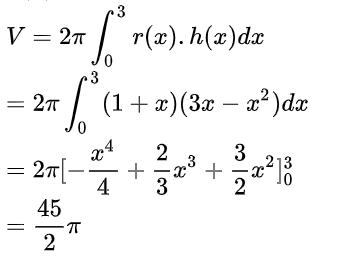 V = 2π ∫₀³ r(x). h(x)dx
= 2π ∫₀³ (1 + x)(3x − x²)dx
= 2π[−x⁴/4 + 2/3 x³ + 3/2 x²]₀³
= 45/2 π